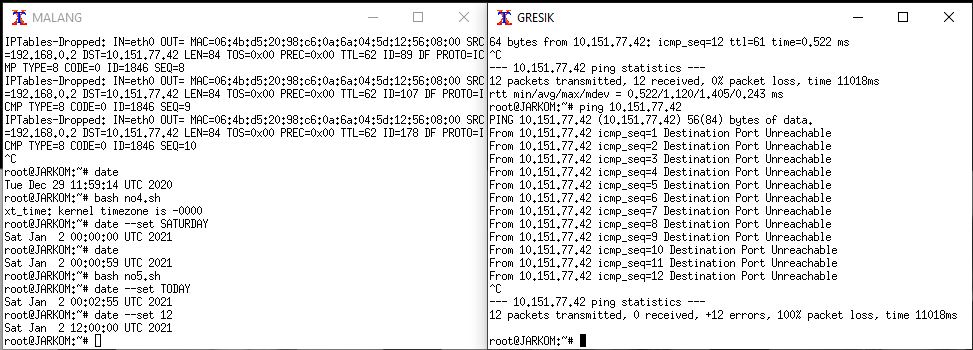 MALANG
IPTables-Dropped: IN=eth0 OUT= MAC=06:4b:d5:20:98:c6:0a:6a:04:5d:12:56:08:00 SRC
=192.168.0.2 DST=10.151.77.42 LEN=84 TOS=0x00 PREC=0x00 TTL=62 ID=89 DF PROTO=IC
MP TYPE=8 CODE=0 ID=1846 SEQ=8
IPTables-Dropped: IN=eth0 OUT= MAC=06:4b:d5:20:98:c6:0a:6a:04:5d:12:56:08:00 SRC
=192.168.0.2 DST=10.151.77.42 LEN=84 TOS=0x00 PREC=0x00 TTL=62 ID=107 DF PROTO=I
CMP TYPE=8 CODE=0 ID=1846 SEQ=9
IPTables-Dropped: IN=eth0 OUT= MAC=06:4b:d5:20:98:c6:0a:6a:04:5d:12:56:08:00 SRC
=192.168.0.2 DST=10.151.77.42 LEN=84 TOS=0x00 PREC=0x00 TTL=62 ID=178 DF PROTO=I
CMP TYPE=8 CODE=0 ID=1846 SEQ=10
^C
root@JARKOM:~# date
Tue Dec 29 11:59:14 UTC 2020
root@JARKOM:~# bash no4.sh
xt_time: kernel timezone is -0000
root@JARKOM:~# date --set SATURDAY
Sat Jan  2 00:00:00 UTC 2021
root@JARKOM:~# date
Sat Jan  2 00:00:59 UTC 2021
root@JARKOM:~# bash no5.sh
root@JARKOM:~# date --set TODAY
Sat Jan  2 00:02:55 UTC 2021
root@JARKOM:~# date --set 12
Sat Jan  2 12:00:00 UTC 2021
root@JARKOM:~#
GRESIK
64 bytes from 10.151.77.42: icmp_seq=12 ttl=61 time=0.522 ms
^C
--- 10.151.77.42 ping statistics ---
12 packets transmitted, 12 received, 0% packet loss, time 11018ms
rtt min/avg/max/mdev = 0.522/1.120/1.405/0.243 ms
root@JARKOM:~# ping 10.151.77.42
PING 10.151.77.42 (10.151.77.42) 56(84) bytes of data.
From 10.151.77.42 icmp_seq=1 Destination Port Unreachable
From 10.151.77.42 icmp_seq=2 Destination Port Unreachable
From 10.151.77.42 icmp_seq=3 Destination Port Unreachable
From 10.151.77.42 icmp_seq=4 Destination Port Unreachable
From 10.151.77.42 icmp_seq=5 Destination Port Unreachable
From 10.151.77.42 icmp_seq=6 Destination Port Unreachable
From 10.151.77.42 icmp_seq=7 Destination Port Unreachable
From 10.151.77.42 icmp_seq=8 Destination Port Unreachable
From 10.151.77.42 icmp_seq=9 Destination Port Unreachable
From 10.151.77.42 icmp_seq=10 Destination Port Unreachable
From 10.151.77.42 icmp_seq=11 Destination Port Unreachable
From 10.151.77.42 icmp_seq=12 Destination Port Unreachable
^C
--- 10.151.77.42 ping statistics ---
12 packets transmitted, 0 received, +12 errors, 100% packet loss, time 11018ms
root@JARKOM:~#